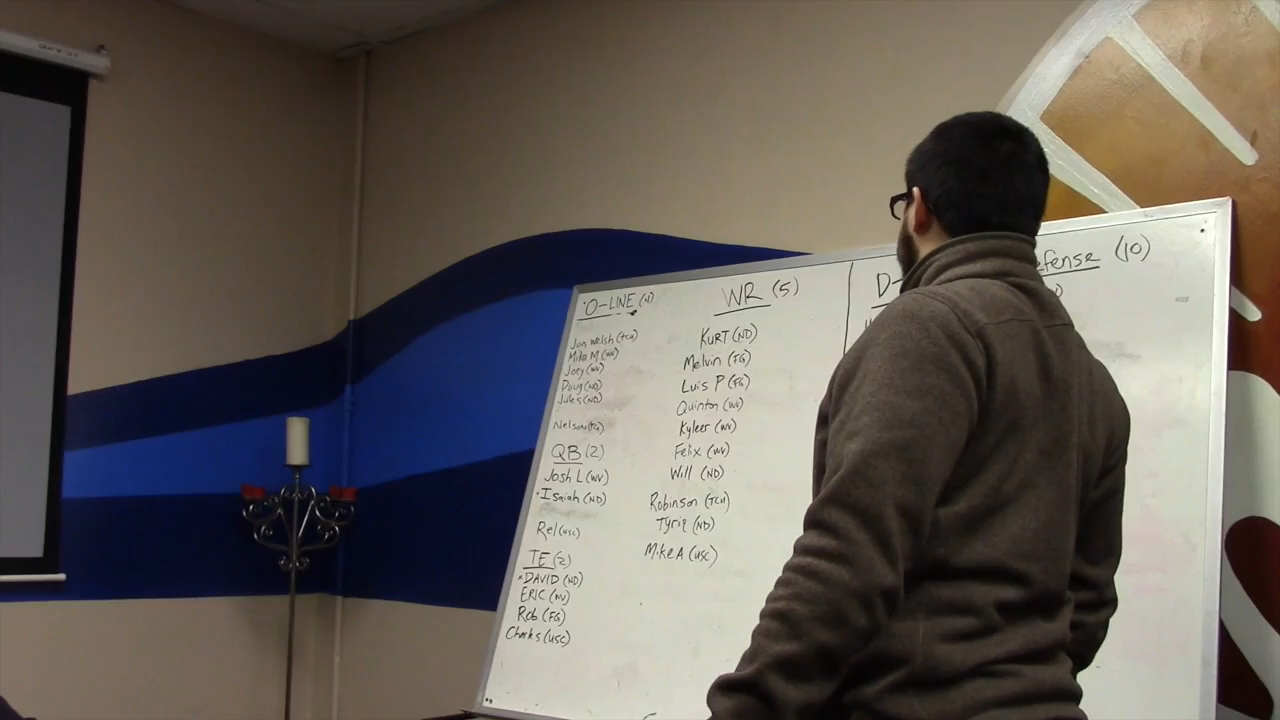 O-LINE (4)
Jon Welsh (TCU)
Mike M (WV)
Joey (WV)
Doug (ND)
Jules (ND)
Nelson (FG)
QB (2)
Josh L (WV)
Isaiah (ND)
Rel (USC)
TE (2)
DAVID (ND)
ERIC (WV)
Rob (FG)
Charles (USC)
WR (5)
KURT (ND)
Melvin (FG)
Luis P (FG)
Quinton (WV)
Kyleer (WV)
Felix (WV)
Will (ND)
Robinson (TCU)
Tyriq (ND)
Mike A (USC)
D-
efense (10)